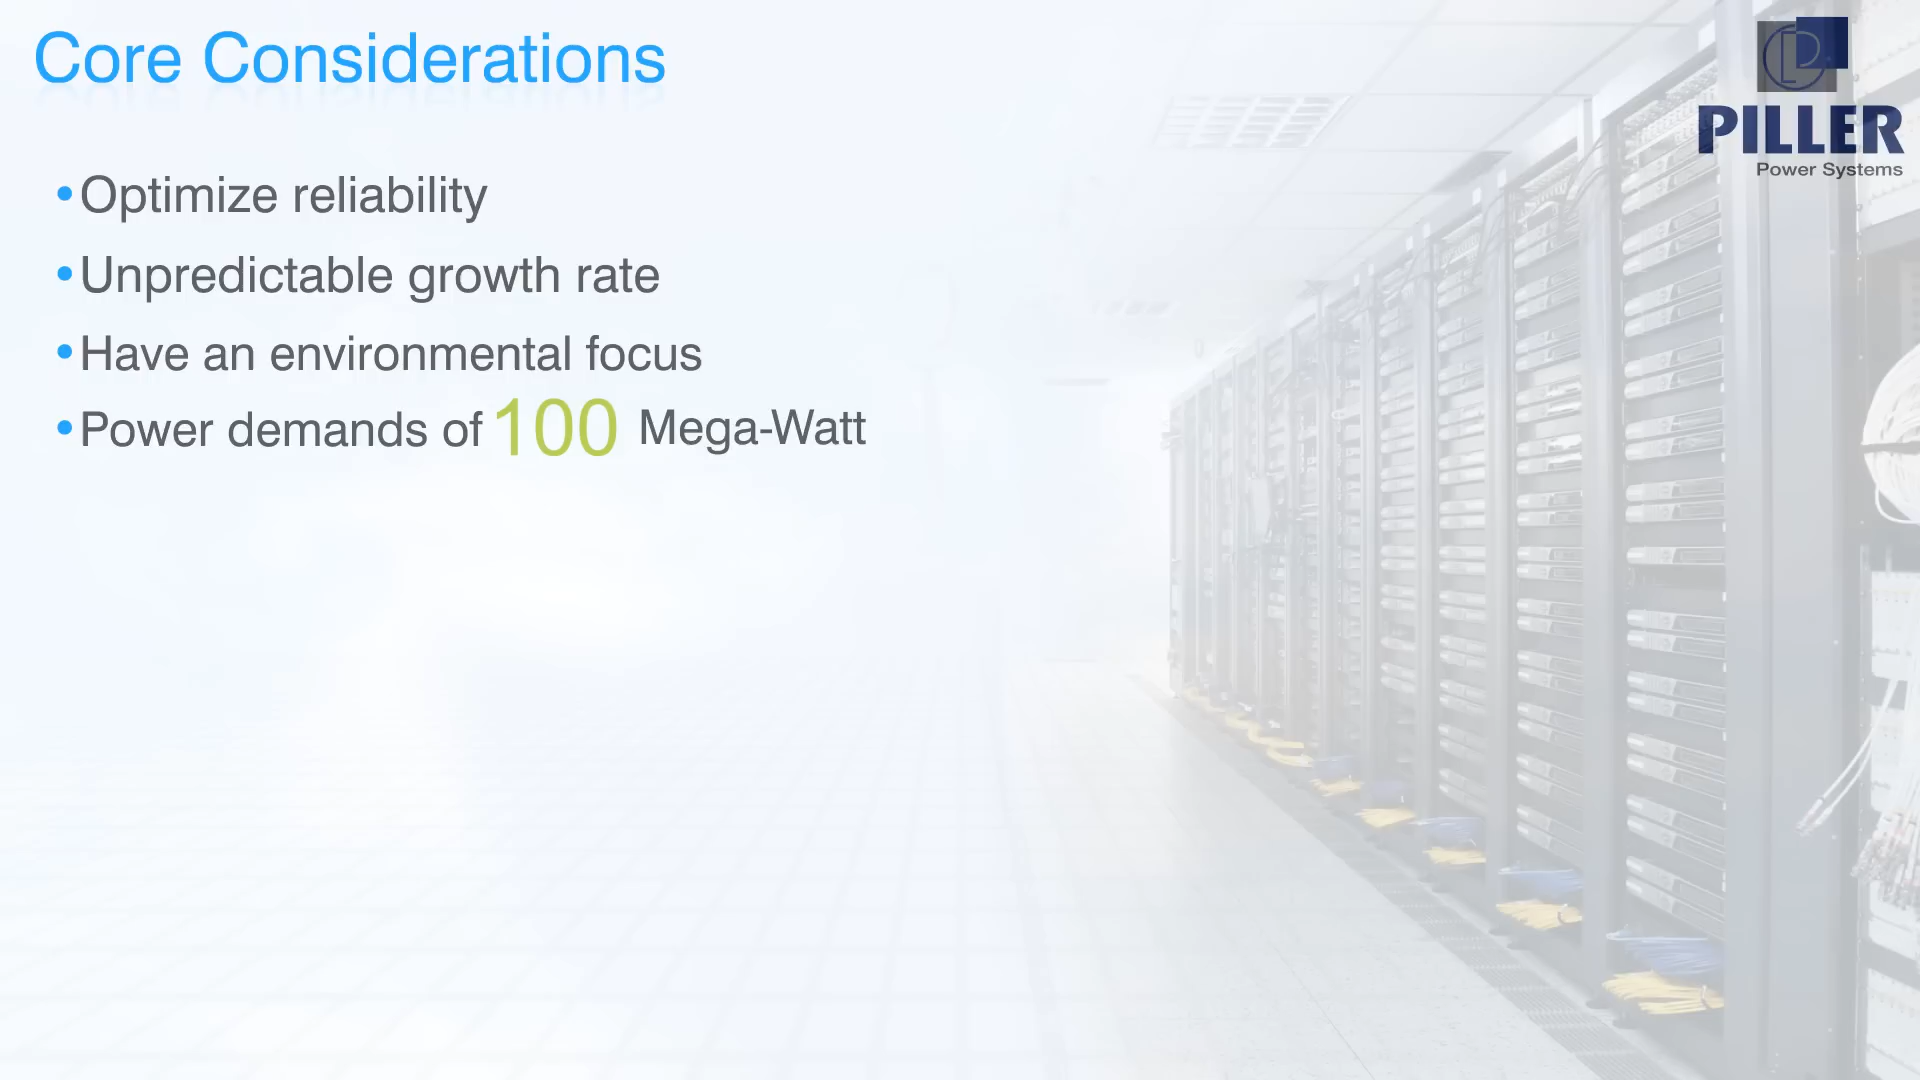 Core Considerations
PILLER
Power Systems
•Optimize reliability
•Unpredictable growth rate
•Have an environmental focus
•Power demands of 100 Mega-Watt